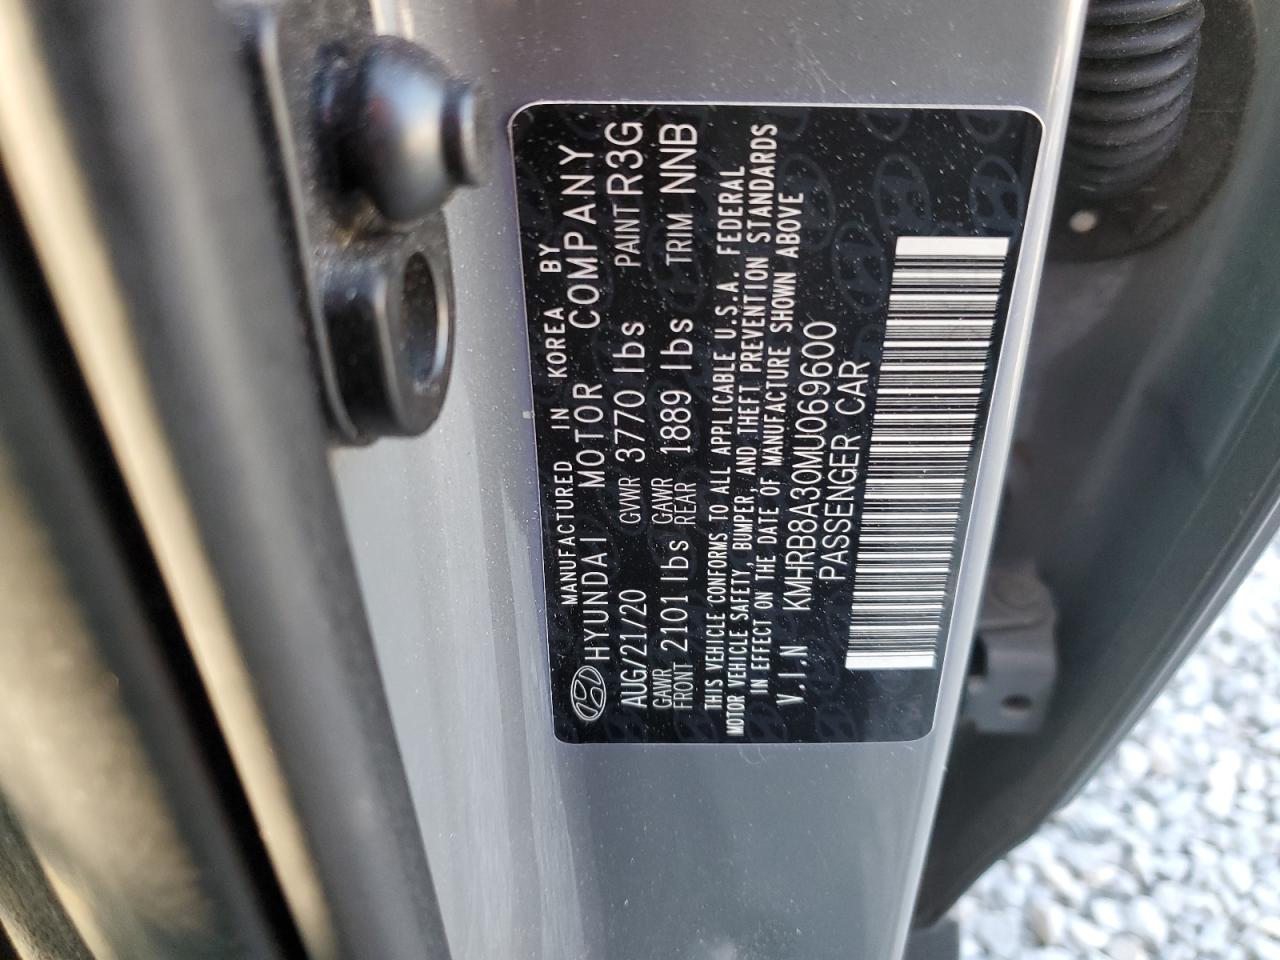 MANUFACTURED IN KOREA BY
HYUNDAI MOTOR COMPANY
AUG/21/20 GVWR 3770 lbs PAINT R3G
GAWR FRONT 2101 lbs GAWR REAR 1889 lbs TRIM NNB
THIS VEHICLE CONFORMS TO ALL APPLICABLE U.S.A. FEDERAL
MOTOR VEHICLE SAFETY, BUMPER, AND THEFT PREVENTION STANDARDS
IN EFFECT ON THE DATE OF MANUFACTURE SHOWN ABOVE
V.I.N KMHRB8A30MU069600
PASSENGER CAR